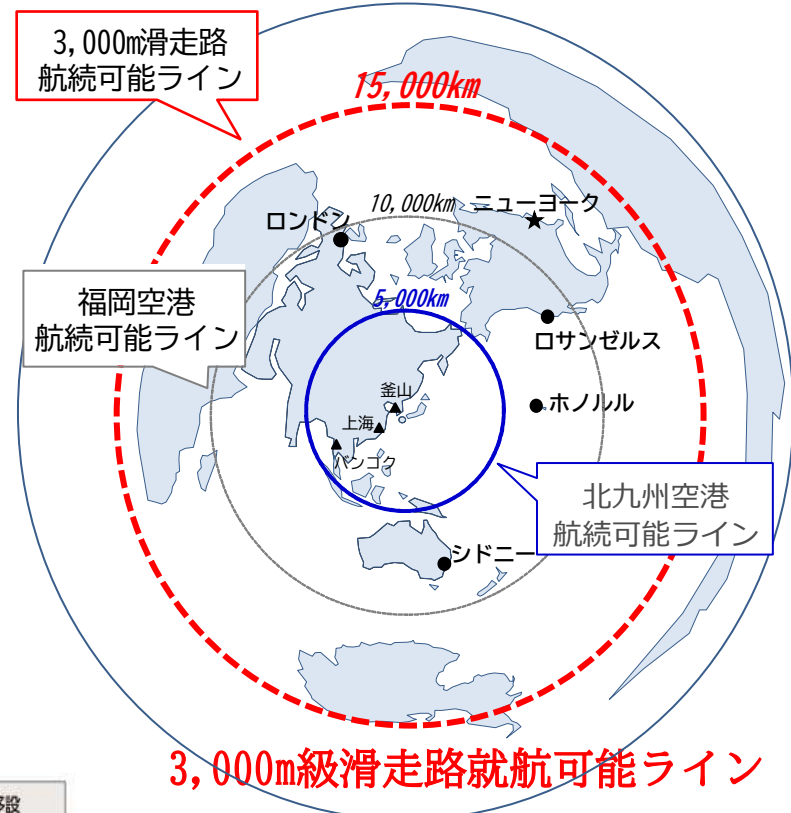 3,000m滑走路
航続可能ライン
15,000km
10,000km
ニューヨーク
ロンドン
福岡空港
航続可能ライン
5,000km
ロサンゼルス
釜山
ホノルル
上海
バンコク
北九州空港
航続可能ライン
シドニー
3,000m級滑走路就航可能ライン